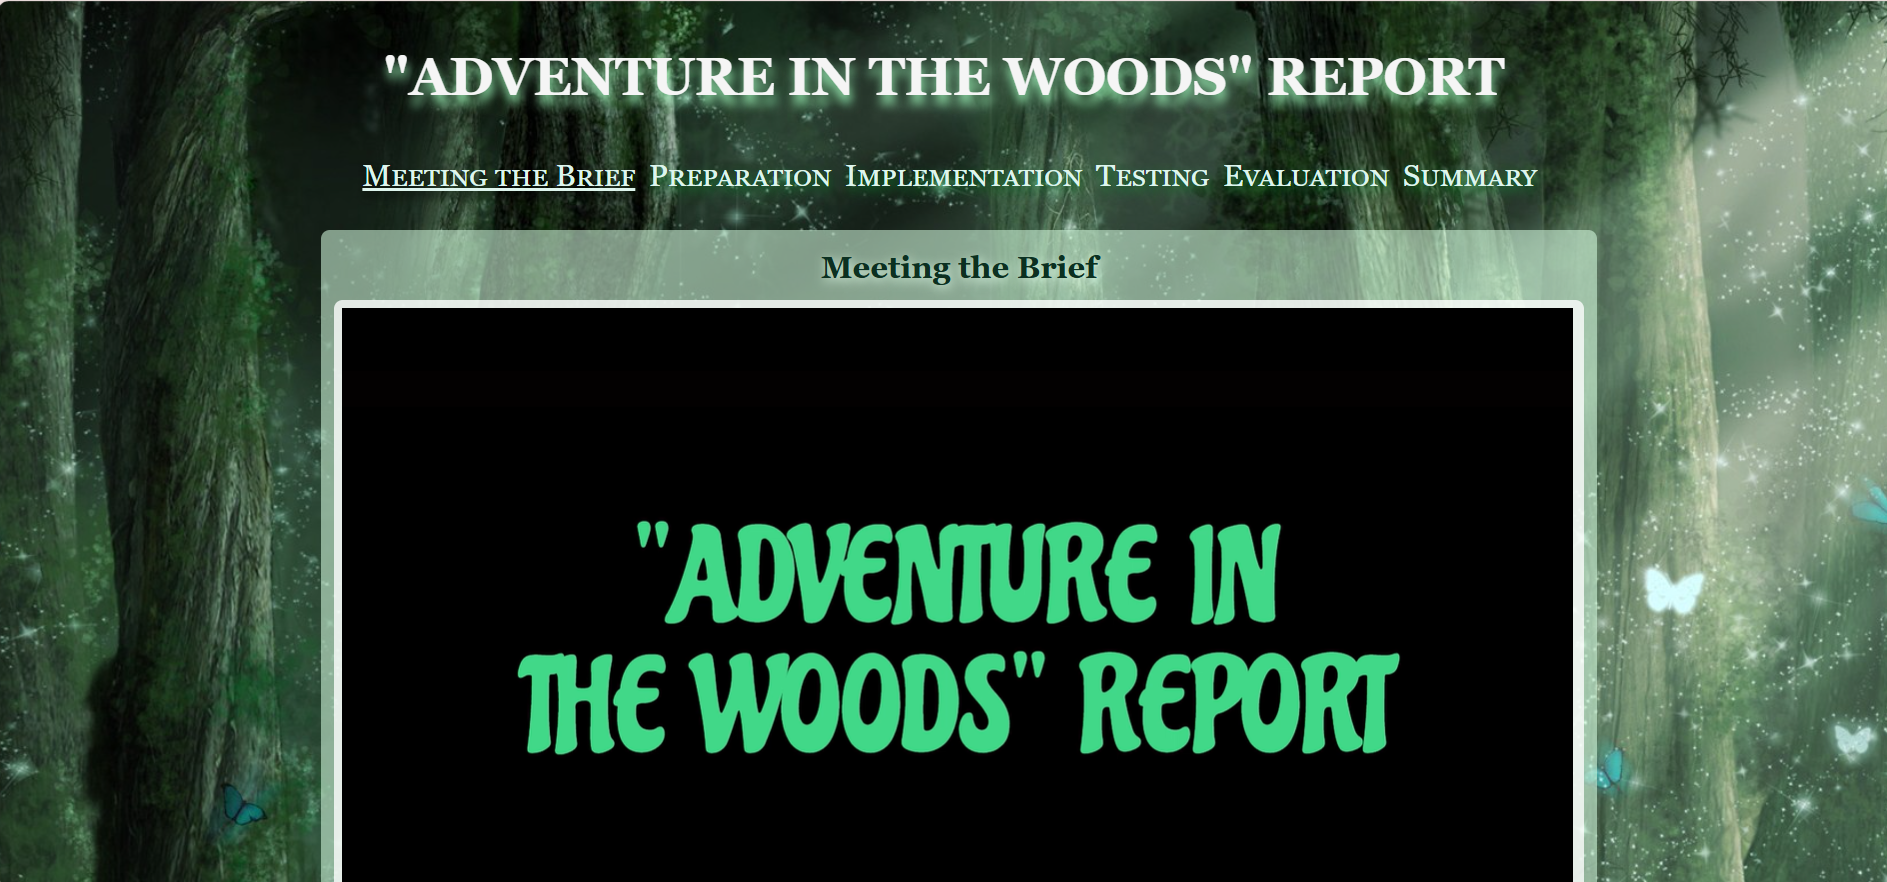 "ADVENTURE IN THE WOODS" REPORT
Meeting the Brief Preparation Implementation Testing Evaluation Summary
Meeting the Brief
"ADVENTURE IN
THE WOODS" REPORT